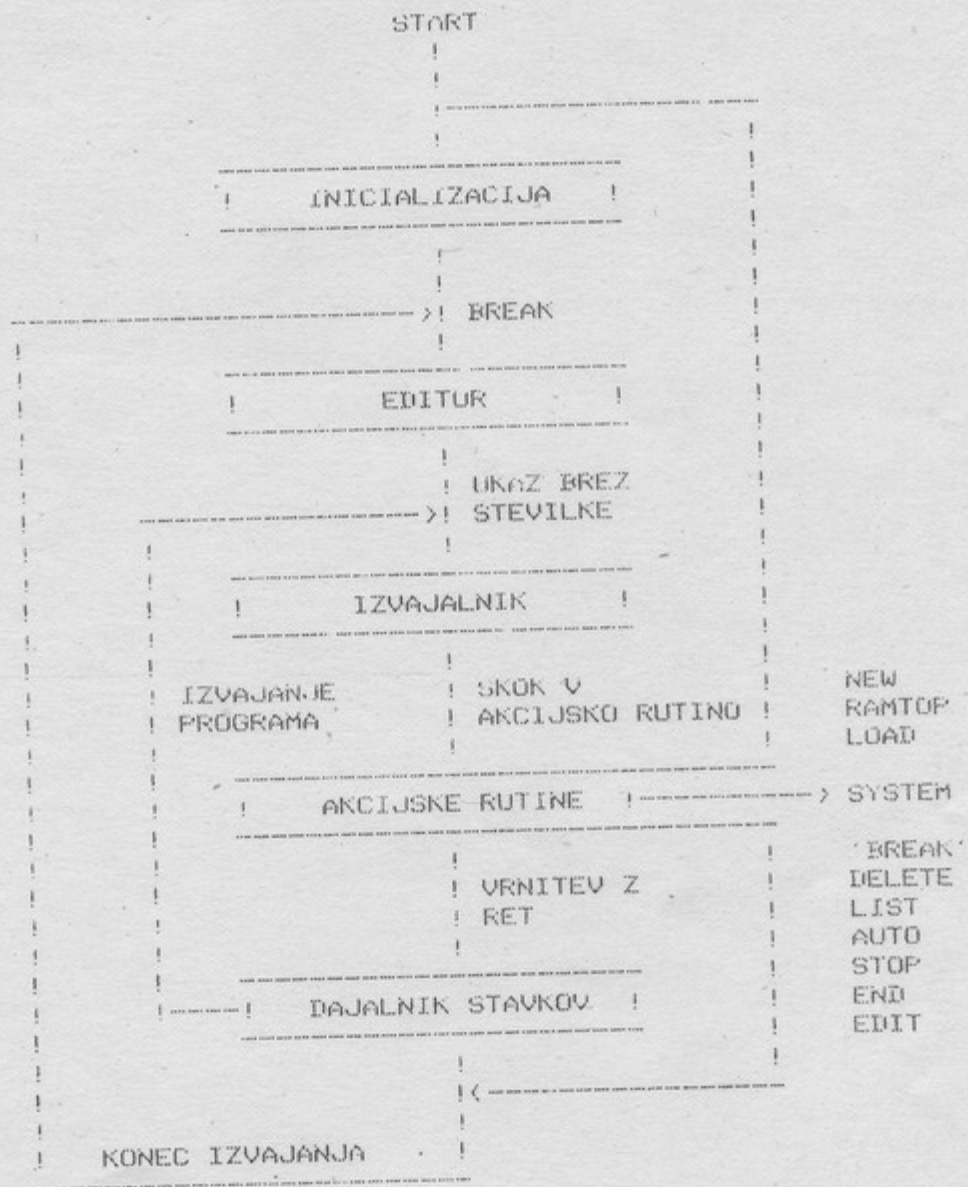 START
INICIALIZACIJA
BREAK
EDITOR
UKAZ BREZ
STEVILKE
IZVAJALNIK
IZVAJANJE
PROGRAMA
SKOK V
AKCIJSKO RUTINO
NEW
RAMTOP
LOAD
AKCIJSKE RUTINE
SYSTEM
'BREAK'
DELETE
LIST
AUTO
STOP
END
EDIT
VRNITEV Z
RET
DAJALNIK STAVKOV
KONEC IZVAJANJA